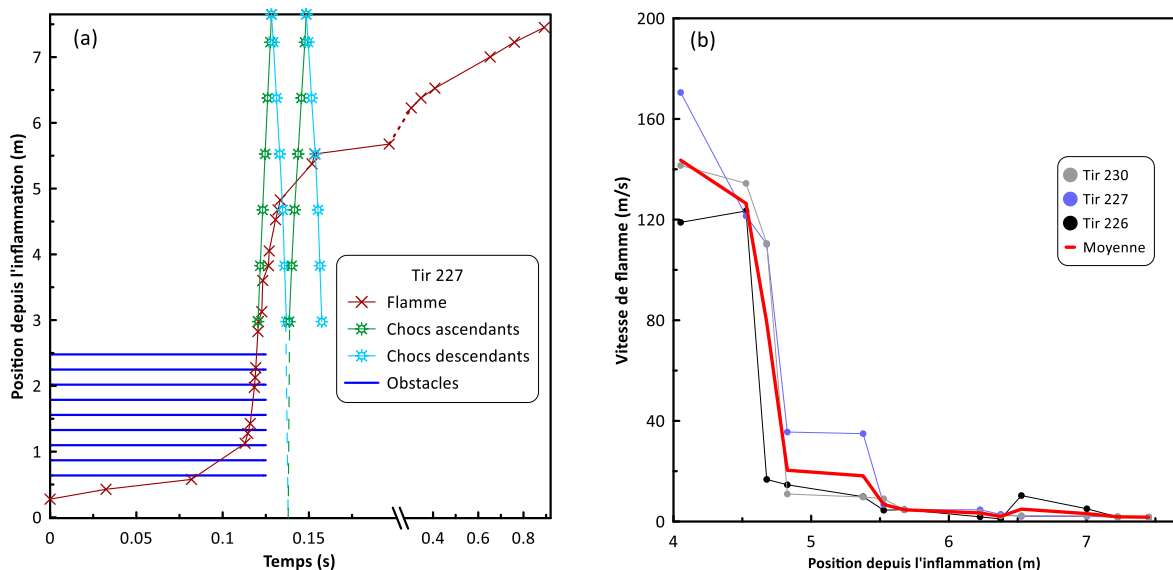 (a)
Position depuis l'inflammation (m)
7
6
5
4
3
2
1
0
Tir 227
Flamme
Chocs ascendants
Chocs descendants
Obstacles
0 0.05 0.1 0.15 0.4 0.6 0.8
Temps (s)
(b)
Vitesse de flamme (m/s)
200
160
120
80
40
0
Tir 230
Tir 227
Tir 226
Moyenne
4 5 6 7
Position depuis l'inflammation (m)